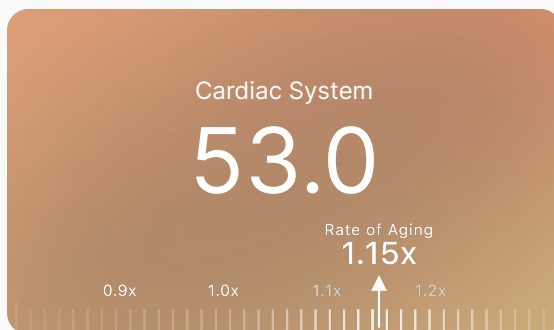 Cardiac System
53.0
Rate of Aging
1.15x
0.9x 1.0x 1.1x 1.2x